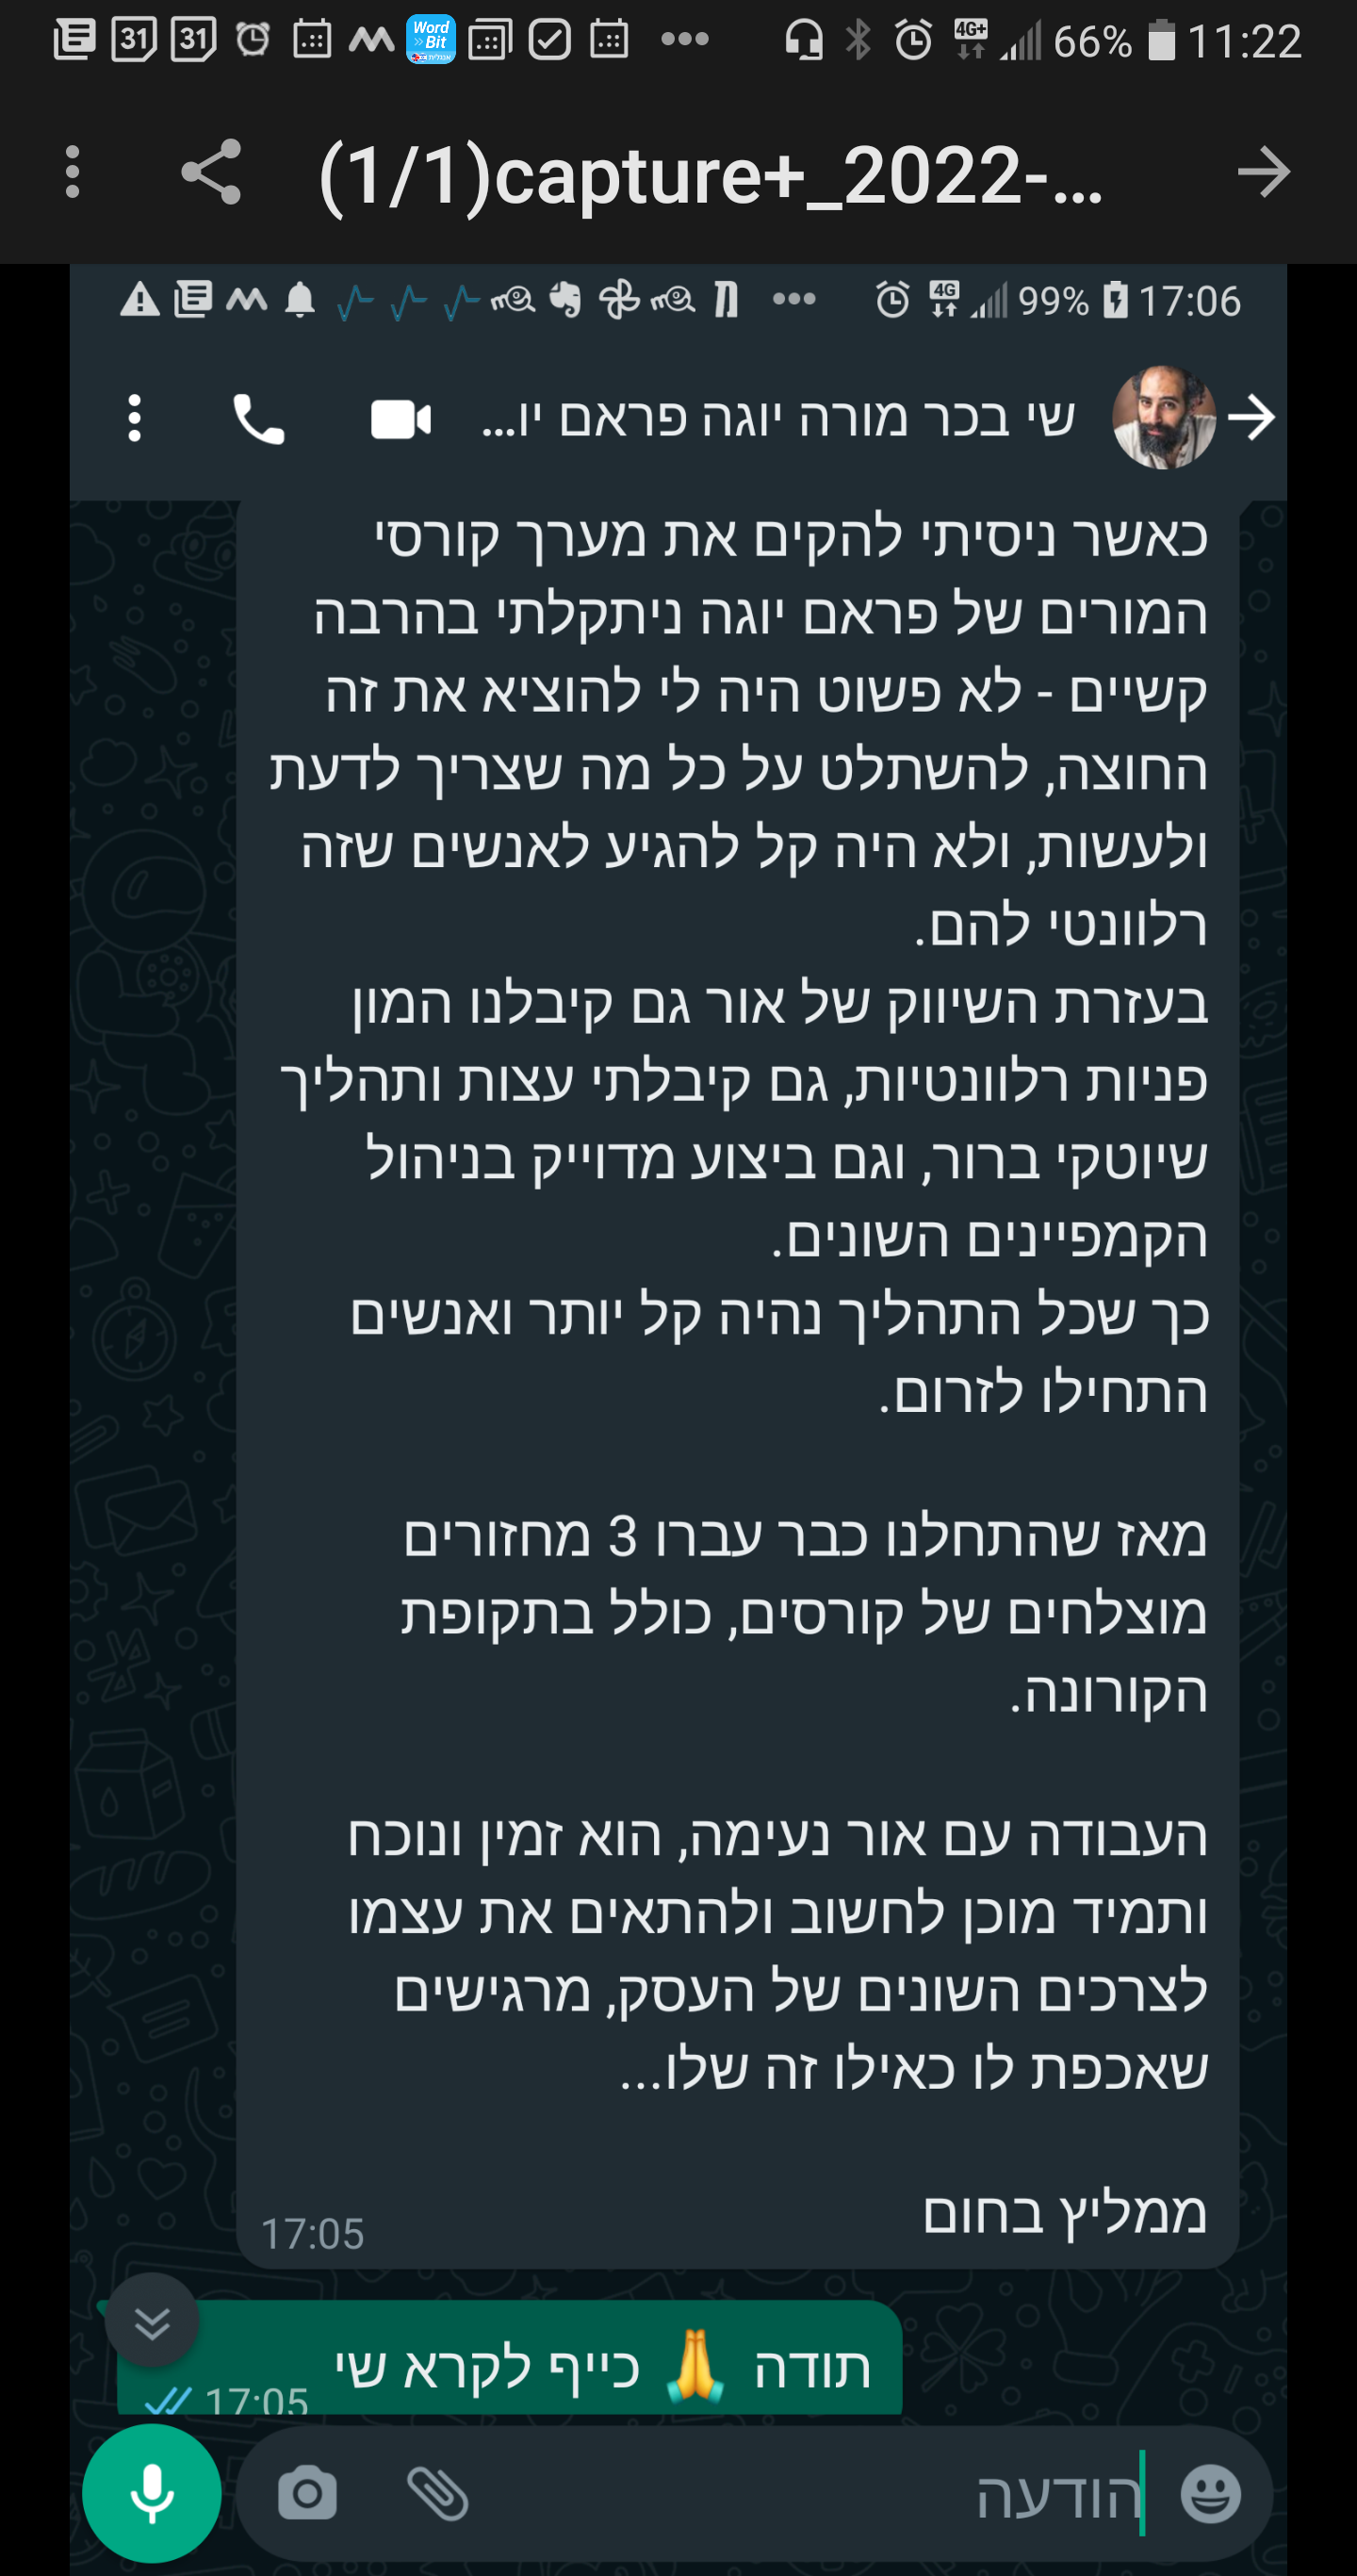 31 31 Word Bit 4G+ 66% 11:22
(1/1)capture+_2022-...
4G 99% 17:06
שי בכר מורה יוגה פראם יו...
כאשר ניסיתי להקים את מערך קורסי
המורים של פראם יוגה ניתקלתי בהרבה
קשיים - לא פשוט היה לי להוציא את זה
החוצה, להשתלט על כל מה שצריך לדעת
ולעשות, ולא היה קל להגיע לאנשים שזה
רלוונטי להם.
בעזרת השיווק של אור גם קיבלנו המון
פניות רלוונטיות, גם קיבלתי עצות ותהליך
שיוטקי ברור, וגם ביצוע מדוייק בניהול
הקמפיינים השונים.
כך שכל התהליך נהיה קל יותר ואנשים
התחילו לזרום.
מאז שהתחלנו כבר עברו 3 מחזורים
מוצלחים של קורסים, כולל בתקופת
הקורונה.
העבודה עם אור נעימה, הוא זמין ונוכח
ותמיד מוכן לחשוב ולהתאים את עצמו
לצרכים השונים של העסק, מרגישים
שאכפת לו כאילו זה שלו...
ממליץ בחום
17:05
תודה 🙏 כייף לקרא שי
17:05
הודעה